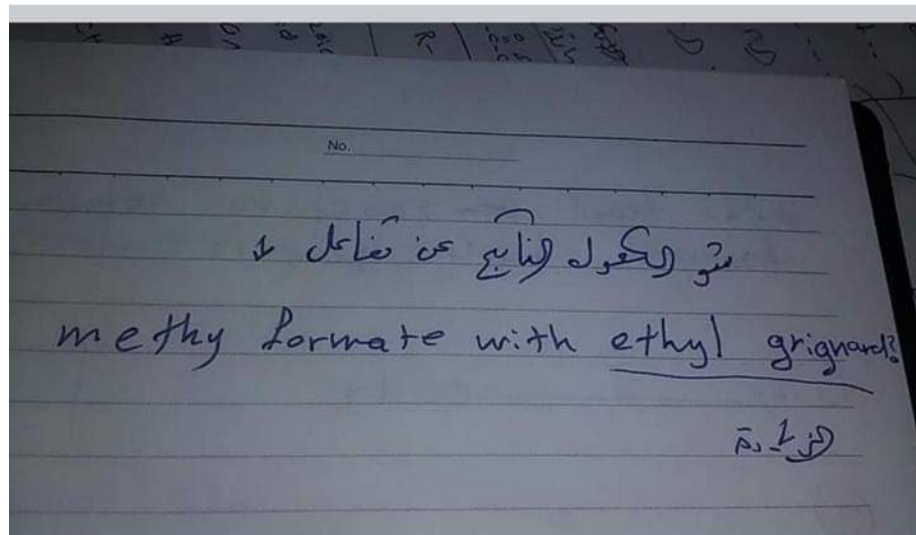 No.
شو الكحول الناتج عن تفاعل
methy formate with ethyl grignard?